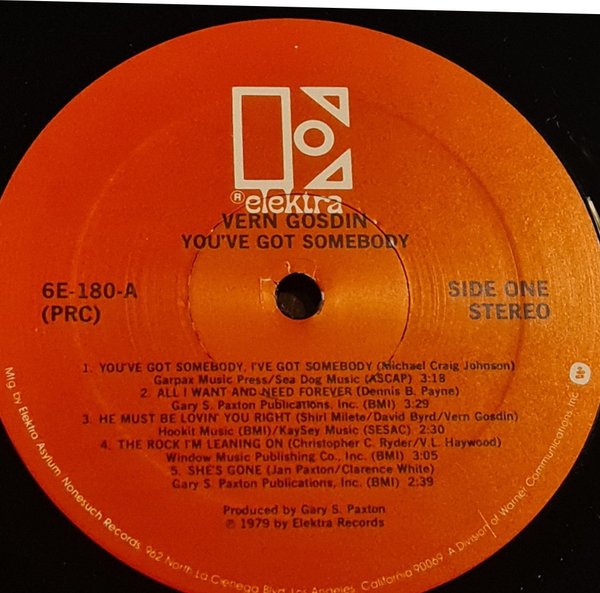 ® elektra
VERN GOSDIN
YOU'VE GOT SOMEBODY
6E-180-A
(PRC)
SIDE ONE
STEREO
1. YOU'VE GOT SOMEBODY, I'VE GOT SOMEBODY (Michael Craig Johnson)
Garpax Music Press/Sea Dog Music (ASCAP) 3:18
2. ALL I WANT AND NEED FOREVER (Dennis B. Payne)
Gary S. Paxton Publications, Inc. (BMI) 3:29
3. HE MUST BE LOVIN' YOU RIGHT (Shirl Milete/David Byrd/Vern Gosdin)
Hookit Music (BMI)/KaySey Music (SESAC) 2:30
4. THE ROCK I'M LEANING ON (Christopher C. Ryder/V.L. Haywood)
Window Music Publishing Co., Inc. (BMI) 3:05
5. SHE'S GONE (Jan Paxton/Clarence White)
Gary S. Paxton Publications, Inc. (BMI) 2:39
Produced by Gary S. Paxton
℗ 1979 by Elektra Records
Mfg. by Elektra Asylum Nonesuch Records, 962 North La Cienega Blvd. Los Angeles, California 90069. A Division of Warner Communications, Inc.